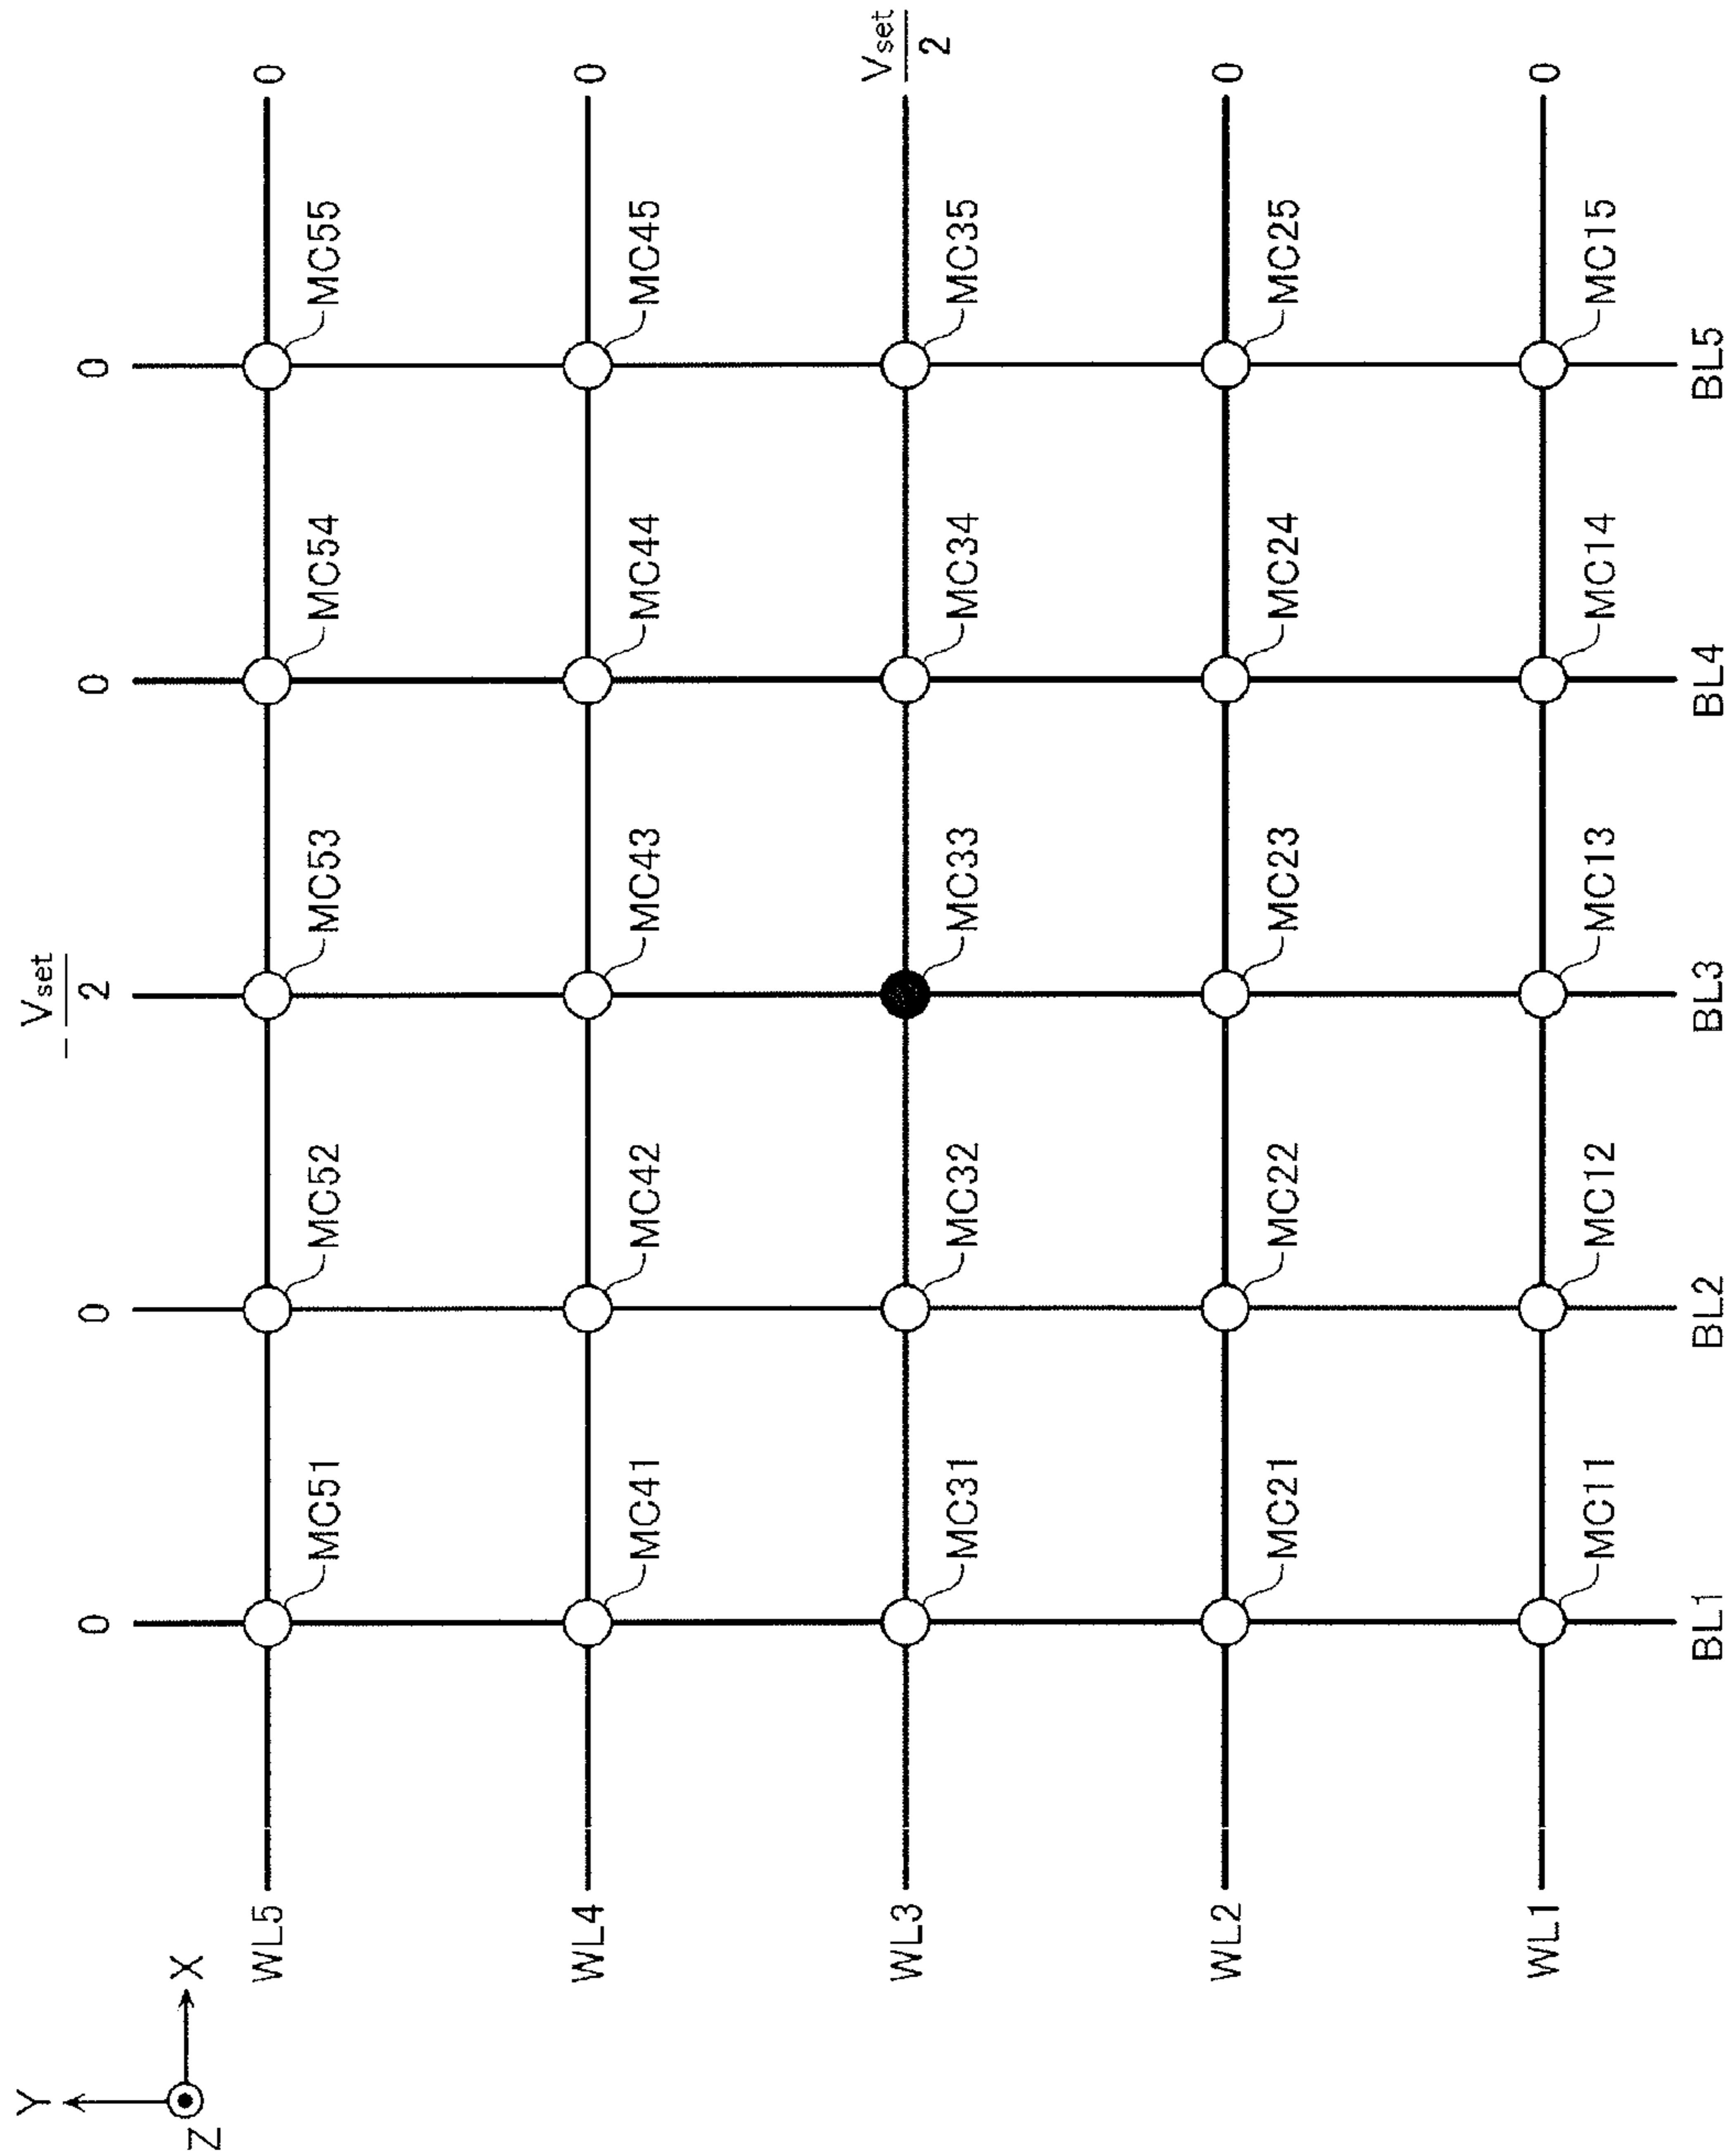 Y
X
Z
− Vset
0 0 2 0 0
WL5 0
MC51 MC52 MC53 MC54 MC55
WL4 0
MC41 MC42 MC43 MC44 MC45
Vset
WL3 2
MC31 MC32 MC33 MC34 MC35
WL2 0
MC21 MC22 MC23 MC24 MC25
WL1 0
MC11 MC12 MC13 MC14 MC15
BL1 BL2 BL3 BL4 BL5